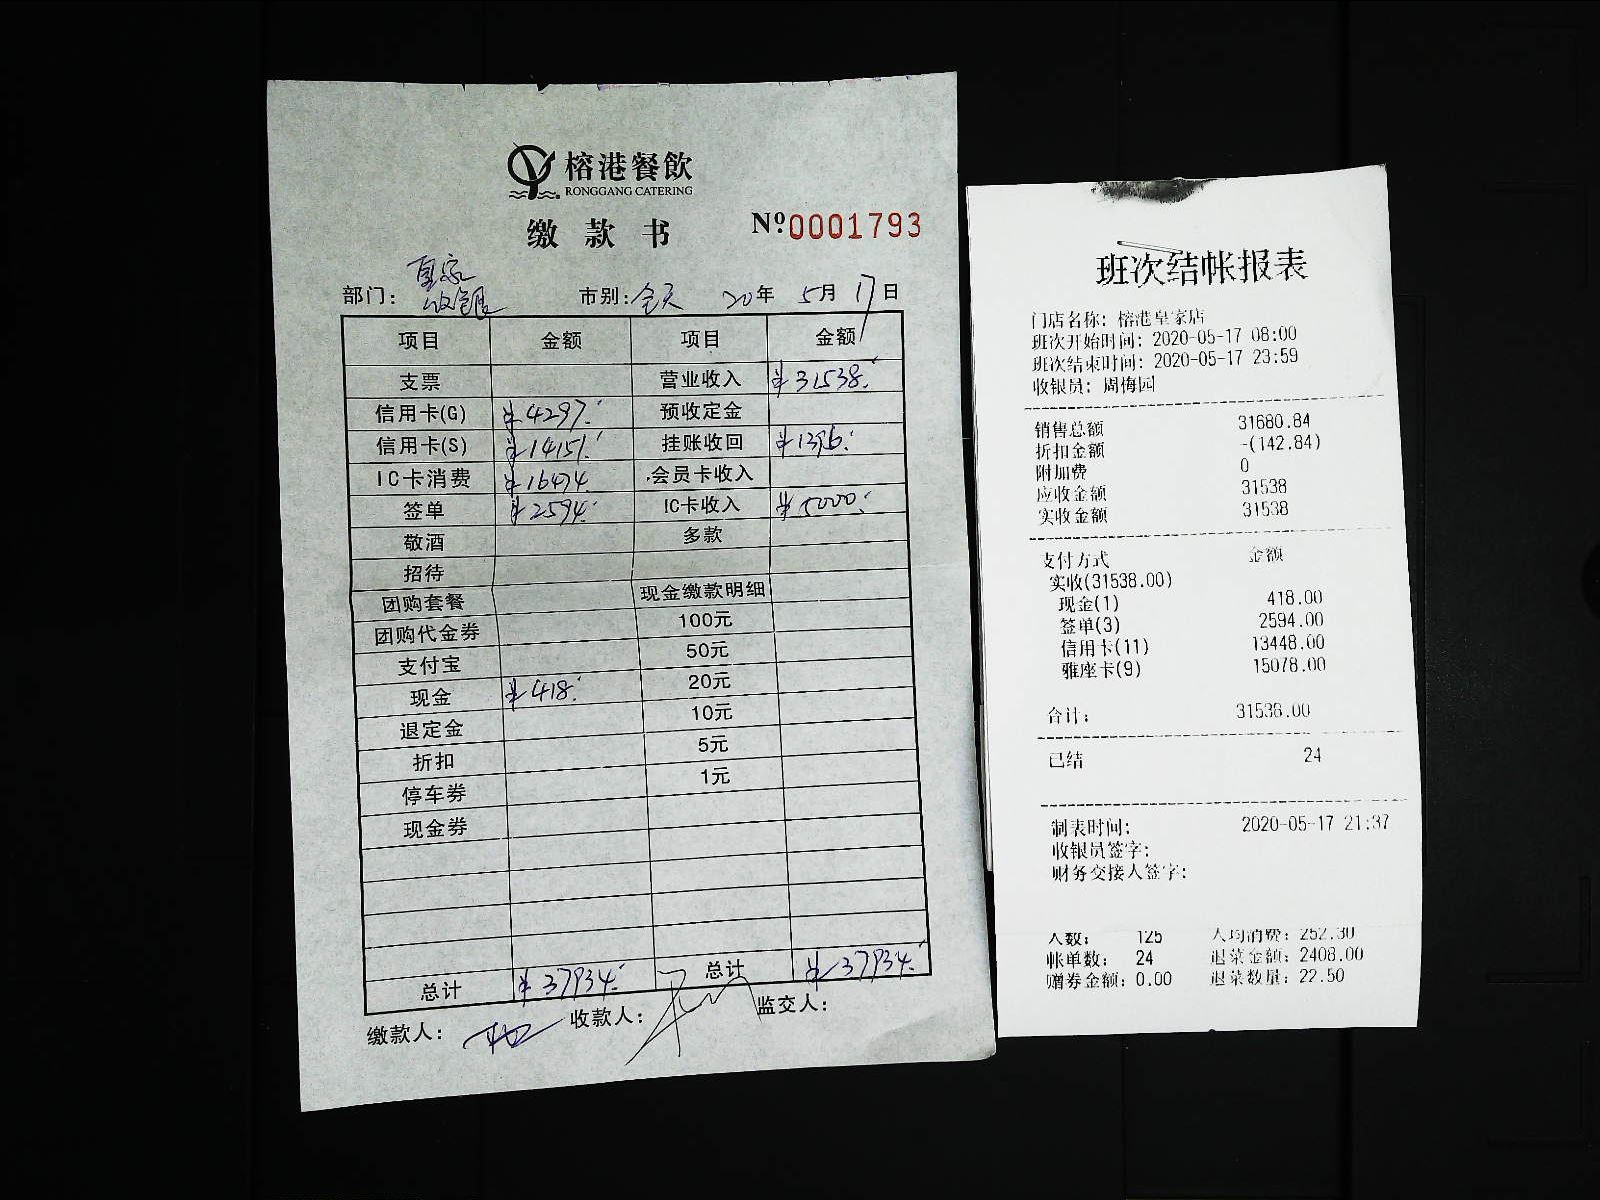 榕港餐飲
RONGGANG CATERING
缴款书 Nº0001793
部门： 皇家收银 市别：全天 20年 5月 17日
项目 金额 项目 金额
支票 营业收入 ¥31538.
信用卡(G) ¥4297. 预收定金
信用卡(S) ¥14151. 挂账收回 ¥1396.
IC卡消费 ¥16474 会员卡收入
签单 ¥2594. IC卡收入 ¥5000.
敬酒 多款
招待
团购套餐 现金缴款明细
团购代金券 100元
支付宝 50元
现金 ¥418. 20元
退定金 10元
折扣 5元
停车券 1元
现金券
总计 ¥37934. 总计 ¥37934.
缴款人： 收款人： 监交人：
班次结帐报表
门店名称: 榕港皇家店
班次开始时间: 2020-05-17 08:00
班次结束时间: 2020-05-17 23:59
收银员: 周梅园
销售总额 31680.84
折扣金额 -(142.84)
附加费 0
应收金额 31538
实收金额 31538
支付方式 金额
实收(31538.00)
现金(1) 418.00
签单(3) 2594.00
信用卡(11) 13448.00
雅座卡(9) 15078.00
合计: 31538.00
已结 24
制表时间: 2020-05-17 21:37
收银员签字:
财务交接人签字:
人数: 125 人均消费: 252.30
帐单数: 24 退菜金额: 2408.00
赠券金额: 0.00 退菜数量: 22.50